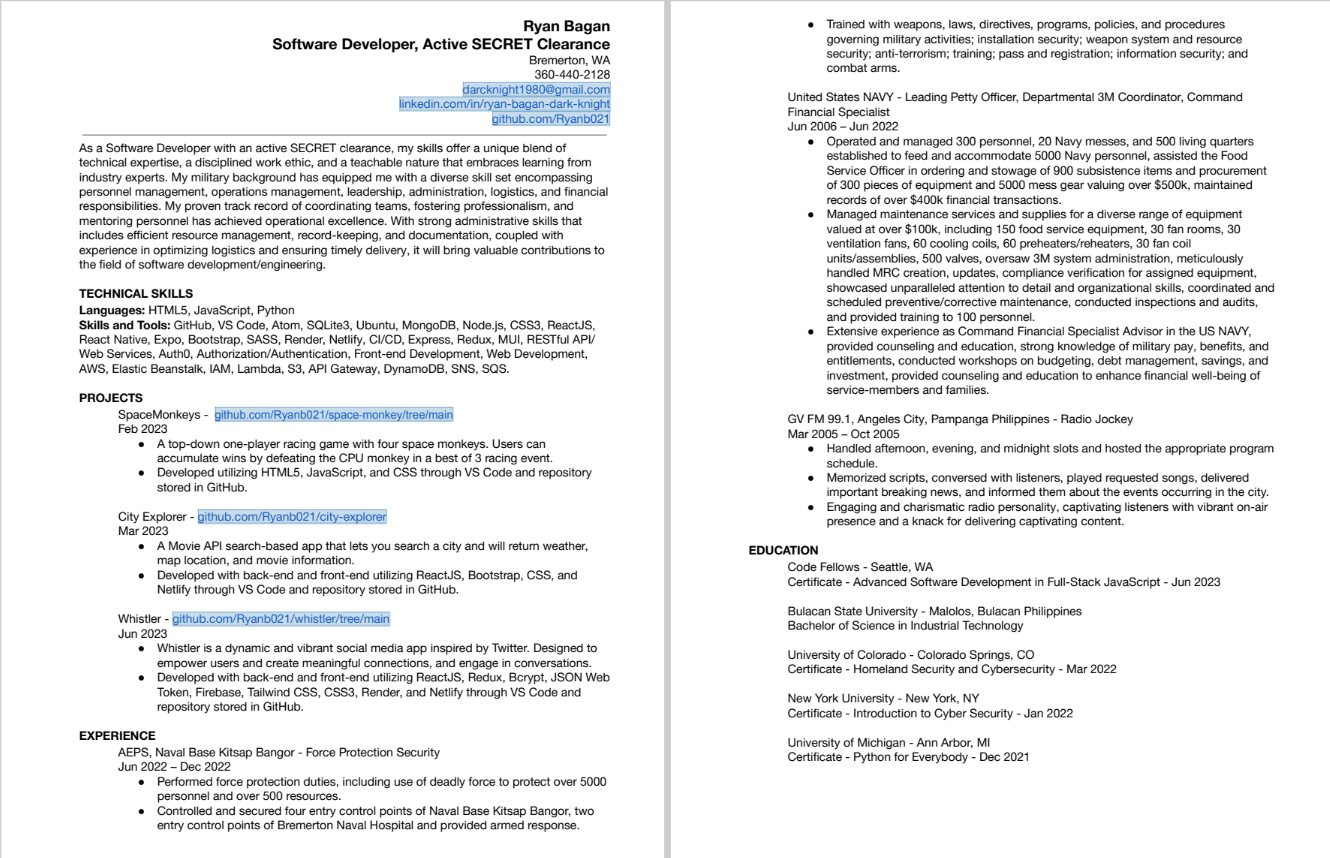 Ryan Bagan
Software Developer, Active SECRET Clearance
Bremerton, WA
360-440-2128
darcknight1980@gmail.com
linkedin.com/in/ryan-bagan-dark-knight
github.com/Ryanb021
As a Software Developer with an active SECRET clearance, my skills offer a unique blend of
technical expertise, a disciplined work ethic, and a teachable nature that embraces learning from
industry experts. My military background has equipped me with a diverse skill set encompassing
personnel management, operations management, leadership, administration, logistics, and financial
responsibilities. My proven track record of coordinating teams, fostering professionalism, and
mentoring personnel has achieved operational excellence. With strong administrative skills that
includes efficient resource management, record-keeping, and documentation, coupled with
experience in optimizing logistics and ensuring timely delivery, it will bring valuable contributions to
the field of software development/engineering.
TECHNICAL SKILLS
Languages: HTML5, JavaScript, Python
Skills and Tools: GitHub, VS Code, Atom, SQLite3, Ubuntu, MongoDB, Node.js, CSS3, ReactJS,
React Native, Expo, Bootstrap, SASS, Render, Netlify, CI/CD, Express, Redux, MUI, RESTful API/
Web Services, Auth0, Authorization/Authentication, Front-end Development, Web Development,
AWS, Elastic Beanstalk, IAM, Lambda, S3, API Gateway, DynamoDB, SNS, SQS.
PROJECTS
SpaceMonkeys - github.com/Ryanb021/space-monkey/tree/main
Feb 2023
● A top-down one-player racing game with four space monkeys. Users can
accumulate wins by defeating the CPU monkey in a best of 3 racing event.
● Developed utilizing HTML5, JavaScript, and CSS through VS Code and repository
stored in GitHub.
City Explorer - github.com/Ryanb021/city-explorer
Mar 2023
● A Movie API search-based app that lets you search a city and will return weather,
map location, and movie information.
● Developed with back-end and front-end utilizing ReactJS, Bootstrap, CSS, and
Netlify through VS Code and repository stored in GitHub.
Whistler - github.com/Ryanb021/whistler/tree/main
Jun 2023
● Whistler is a dynamic and vibrant social media app inspired by Twitter. Designed to
empower users and create meaningful connections, and engage in conversations.
● Developed with back-end and front-end utilizing ReactJS, Redux, Bcrypt, JSON Web
Token, Firebase, Tailwind CSS, CSS3, Render, and Netlify through VS Code and
repository stored in GitHub.
EXPERIENCE
AEPS, Naval Base Kitsap Bangor - Force Protection Security
Jun 2022 – Dec 2022
● Performed force protection duties, including use of deadly force to protect over 5000
personnel and over 500 resources.
● Controlled and secured four entry control points of Naval Base Kitsap Bangor, two
entry control points of Bremerton Naval Hospital and provided armed response.
● Trained with weapons, laws, directives, programs, policies, and procedures
governing military activities; installation security; weapon system and resource
security; anti-terrorism; training; pass and registration; information security; and
combat arms.
United States NAVY - Leading Petty Officer, Departmental 3M Coordinator, Command
Financial Specialist
Jun 2006 – Jun 2022
● Operated and managed 300 personnel, 20 Navy messes, and 500 living quarters
established to feed and accommodate 5000 Navy personnel, assisted the Food
Service Officer in ordering and stowage of 900 subsistence items and procurement
of 300 pieces of equipment and 5000 mess gear valuing over $500k, maintained
records of over $400k financial transactions.
● Managed maintenance services and supplies for a diverse range of equipment
valued at over $100k, including 150 food service equipment, 30 fan rooms, 30
ventilation fans, 60 cooling coils, 60 preheaters/reheaters, 30 fan coil
units/assemblies, 500 valves, oversaw 3M system administration, meticulously
handled MRC creation, updates, compliance verification for assigned equipment,
showcased unparalleled attention to detail and organizational skills, coordinated and
scheduled preventive/corrective maintenance, conducted inspections and audits,
and provided training to 100 personnel.
● Extensive experience as Command Financial Specialist Advisor in the US NAVY,
provided counseling and education, strong knowledge of military pay, benefits, and
entitlements, conducted workshops on budgeting, debt management, savings, and
investment, provided counseling and education to enhance financial well-being of
service-members and families.
GV FM 99.1, Angeles City, Pampanga Philippines - Radio Jockey
Mar 2005 – Oct 2005
● Handled afternoon, evening, and midnight slots and hosted the appropriate program
schedule.
● Memorized scripts, conversed with listeners, played requested songs, delivered
important breaking news, and informed them about the events occurring in the city.
● Engaging and charismatic radio personality, captivating listeners with vibrant on-air
presence and a knack for delivering captivating content.
EDUCATION
Code Fellows - Seattle, WA
Certificate - Advanced Software Development in Full-Stack JavaScript - Jun 2023
Bulacan State University - Malolos, Bulacan Philippines
Bachelor of Science in Industrial Technology
University of Colorado - Colorado Springs, CO
Certificate - Homeland Security and Cybersecurity - Mar 2022
New York University - New York, NY
Certificate - Introduction to Cyber Security - Jan 2022
University of Michigan - Ann Arbor, MI
Certificate - Python for Everybody - Dec 2021